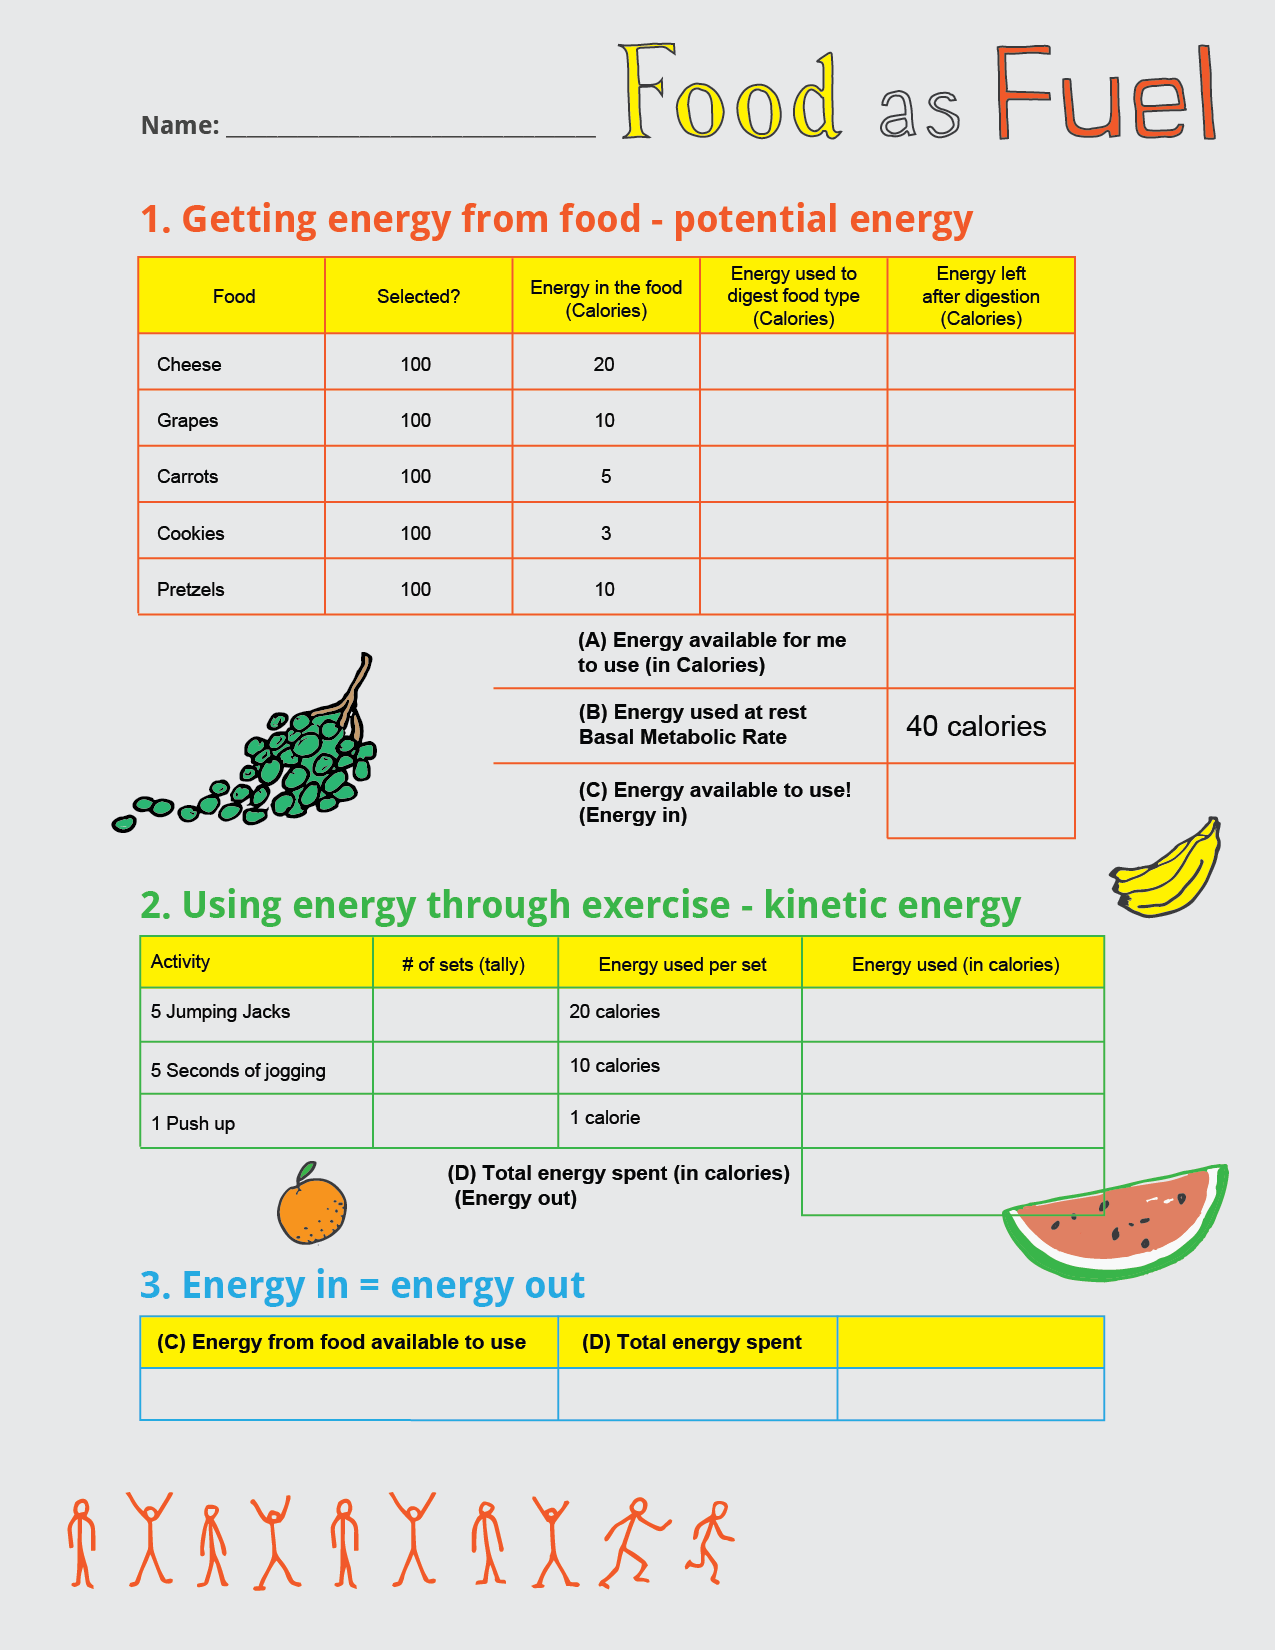 Food as Fuel
Name: ____________________________________
1. Getting energy from food - potential energy
Food
Selected?
Energy in the food
(Calories)
Energy used to
digest food type
(Calories)
Energy left
after digestion
(Calories)
Cheese 100 20
Grapes 100 10
Carrots 100 5
Cookies 100 3
Pretzels 100 10
(A) Energy available for me
to use (in Calories)
(B) Energy used at rest
Basal Metabolic Rate
40 calories
(C) Energy available to use!
(Energy in)
2. Using energy through exercise - kinetic energy
Activity # of sets (tally) Energy used per set Energy used (in calories)
5 Jumping Jacks 20 calories
5 Seconds of jogging 10 calories
1 Push up 1 calorie
(D) Total energy spent (in calories)
(Energy out)
3. Energy in = energy out
(C) Energy from food available to use (D) Total energy spent